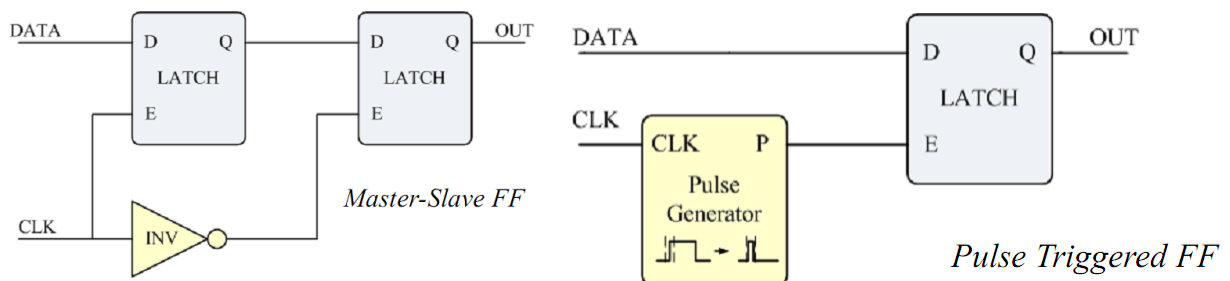 DATA
D Q
LATCH
E
D Q
LATCH
E
OUT
CLK
INV
Master-Slave FF
DATA
D Q
LATCH
E
OUT
CLK
CLK P
Pulse
Generator
Pulse Triggered FF